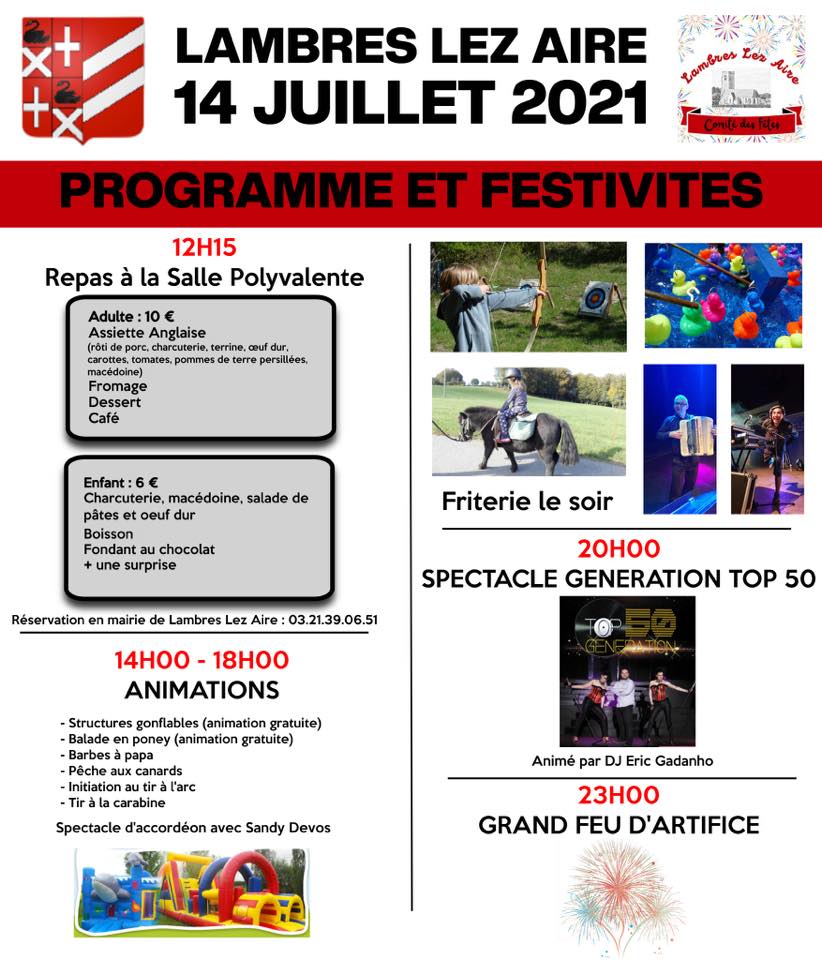 LAMBRES LEZ AIRE
14 JUILLET 2021
Lambres Lez Aire
Comité des Fêtes
PROGRAMME ET FESTIVITES
12H15
Repas à la Salle Polyvalente
Adulte : 10 €
Assiette Anglaise
(rôti de porc, charcuterie, terrine, œuf dur,
carottes, tomates, pommes de terre persillées,
macédoine)
Fromage
Dessert
Café
Enfant : 6 €
Charcuterie, macédoine, salade de
pâtes et oeuf dur
Boisson
Fondant au chocolat
+ une surprise
Réservation en mairie de Lambres Lez Aire : 03.21.39.06.51
14H00 - 18H00
ANIMATIONS
- Structures gonflables (animation gratuite)
- Balade en poney (animation gratuite)
- Barbes à papa
- Pêche aux canards
- Initiation au tir à l'arc
- Tir à la carabine
Spectacle d'accordéon avec Sandy Devos
Friterie le soir
20H00
SPECTACLE GENERATION TOP 50
TOP 50
GENERATION
Animé par DJ Eric Gadanho
23H00
GRAND FEU D'ARTIFICE